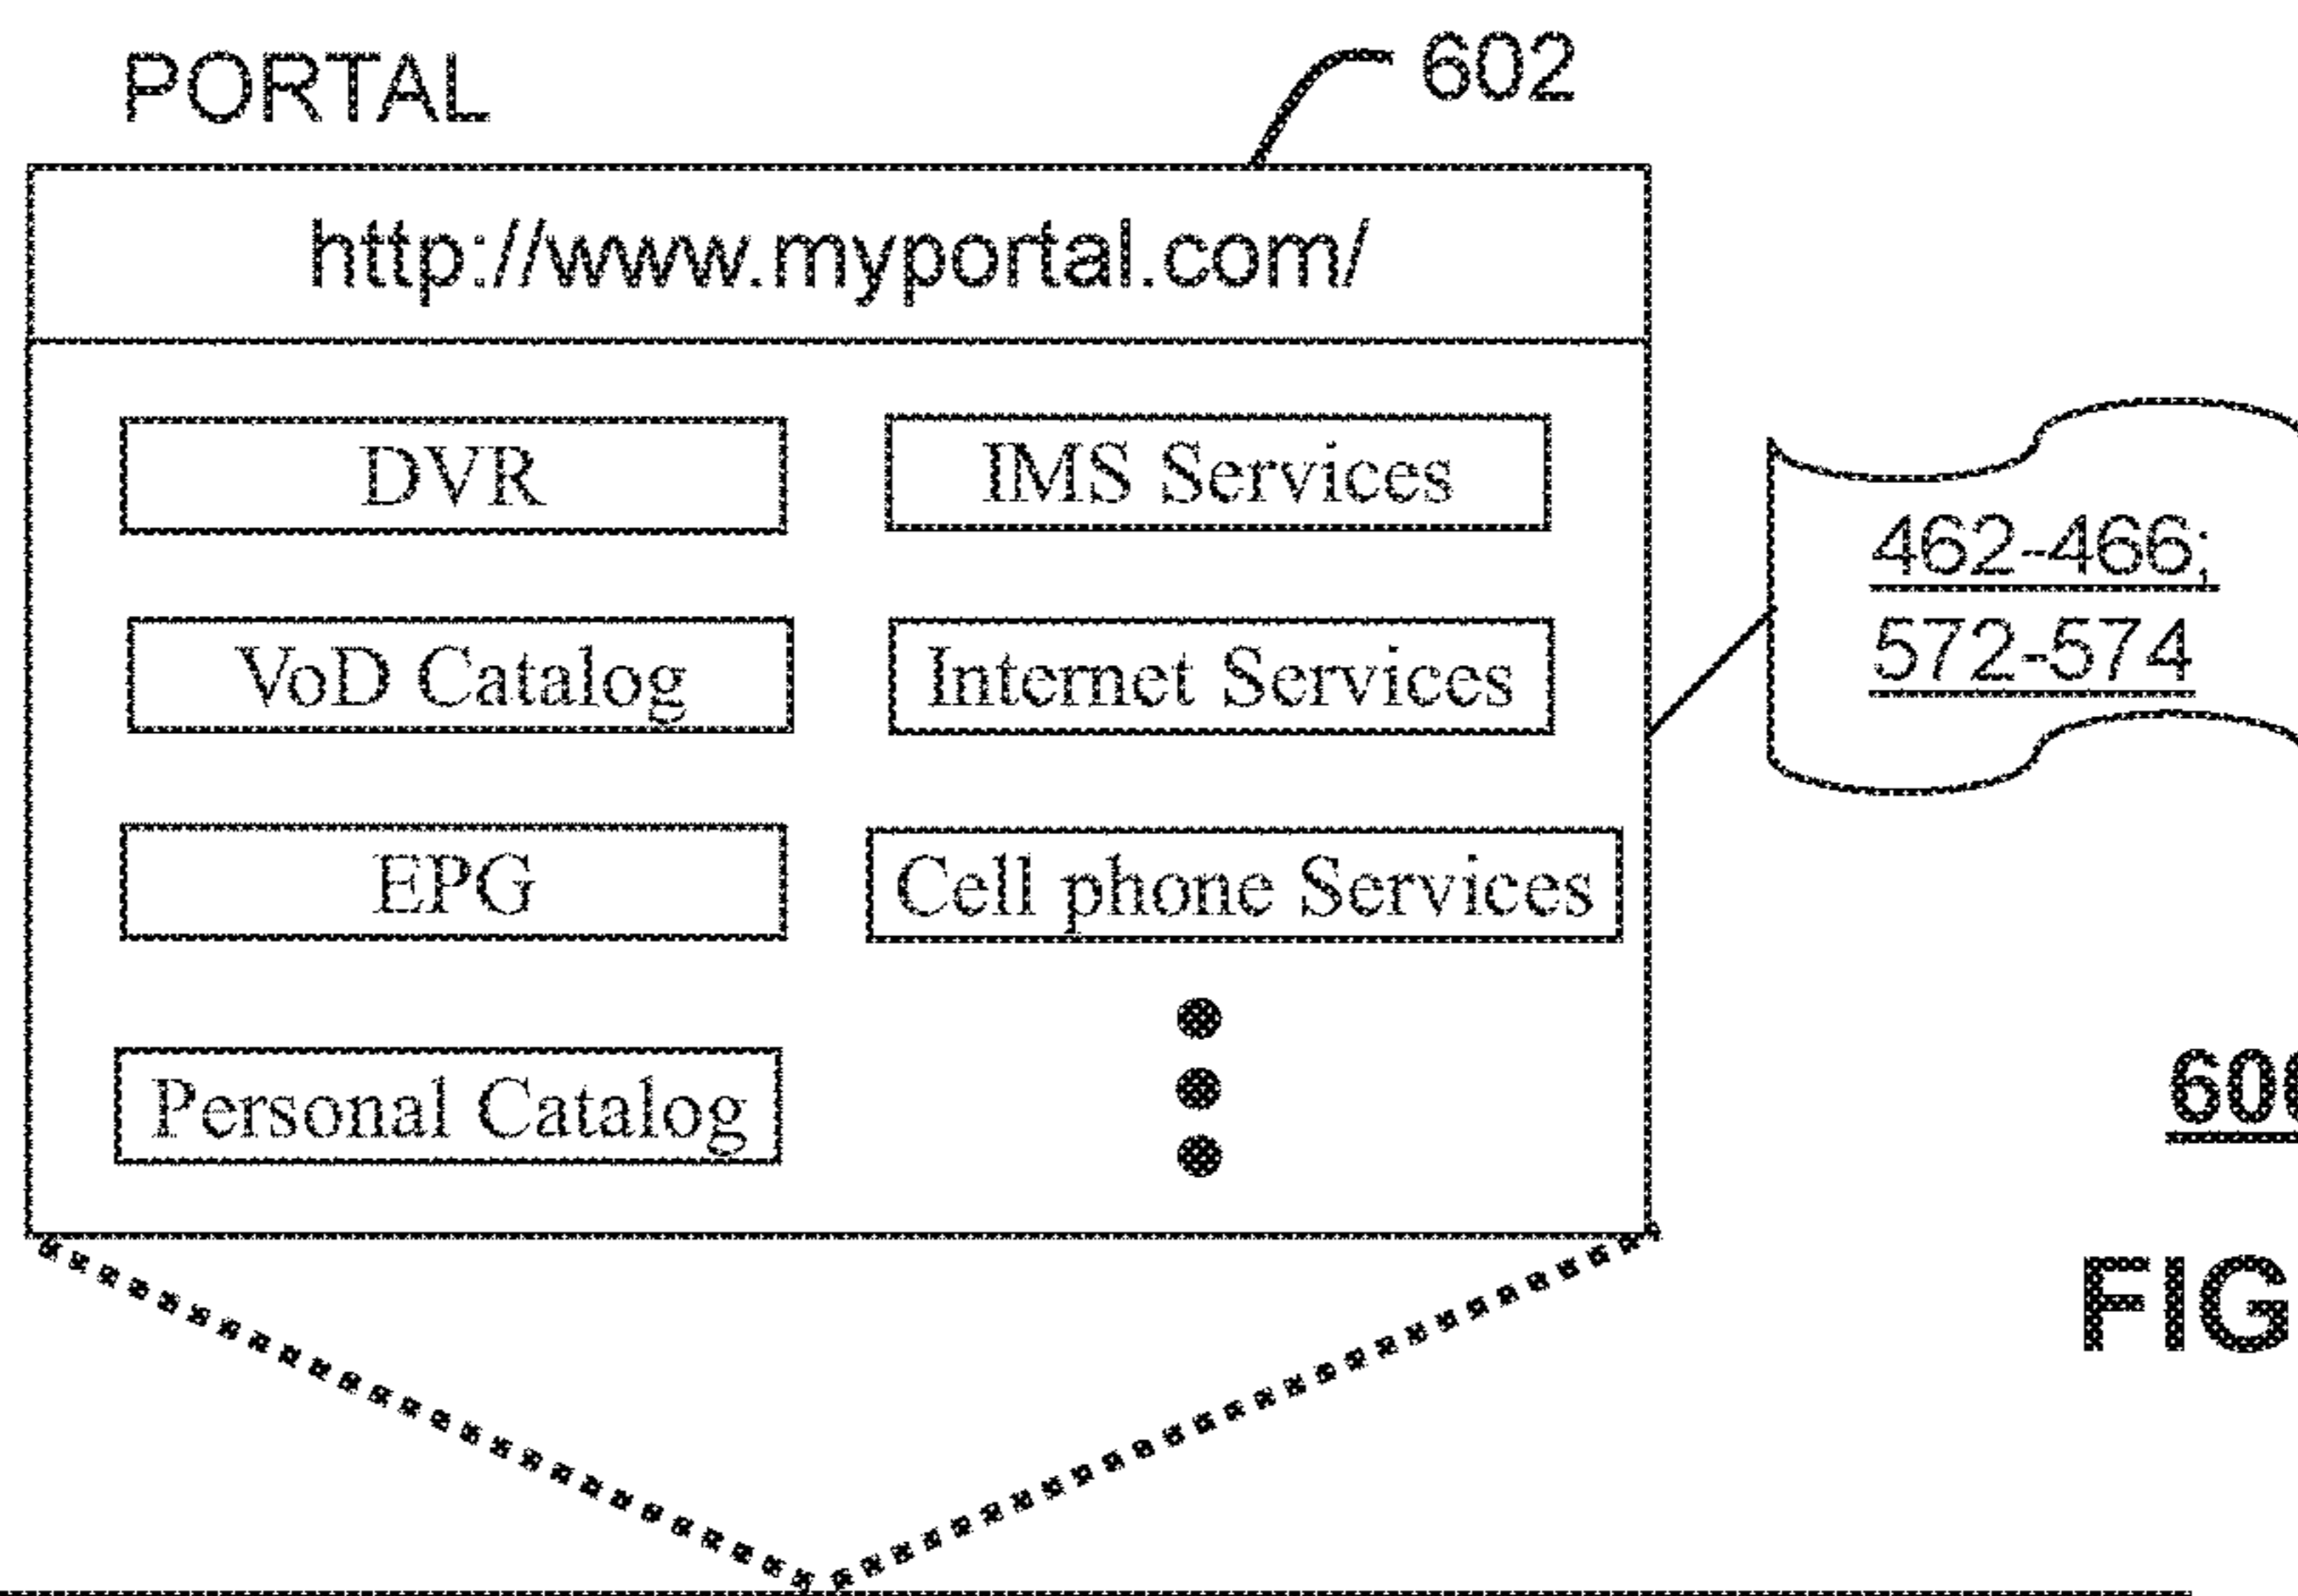 PORTAL
602
http://www.myportal.com/
DVR
IMS Services
VoD Catalog
Internet Services
EPG
Cell phone Services
Personal Catalog
462-466;
572-574
FIG